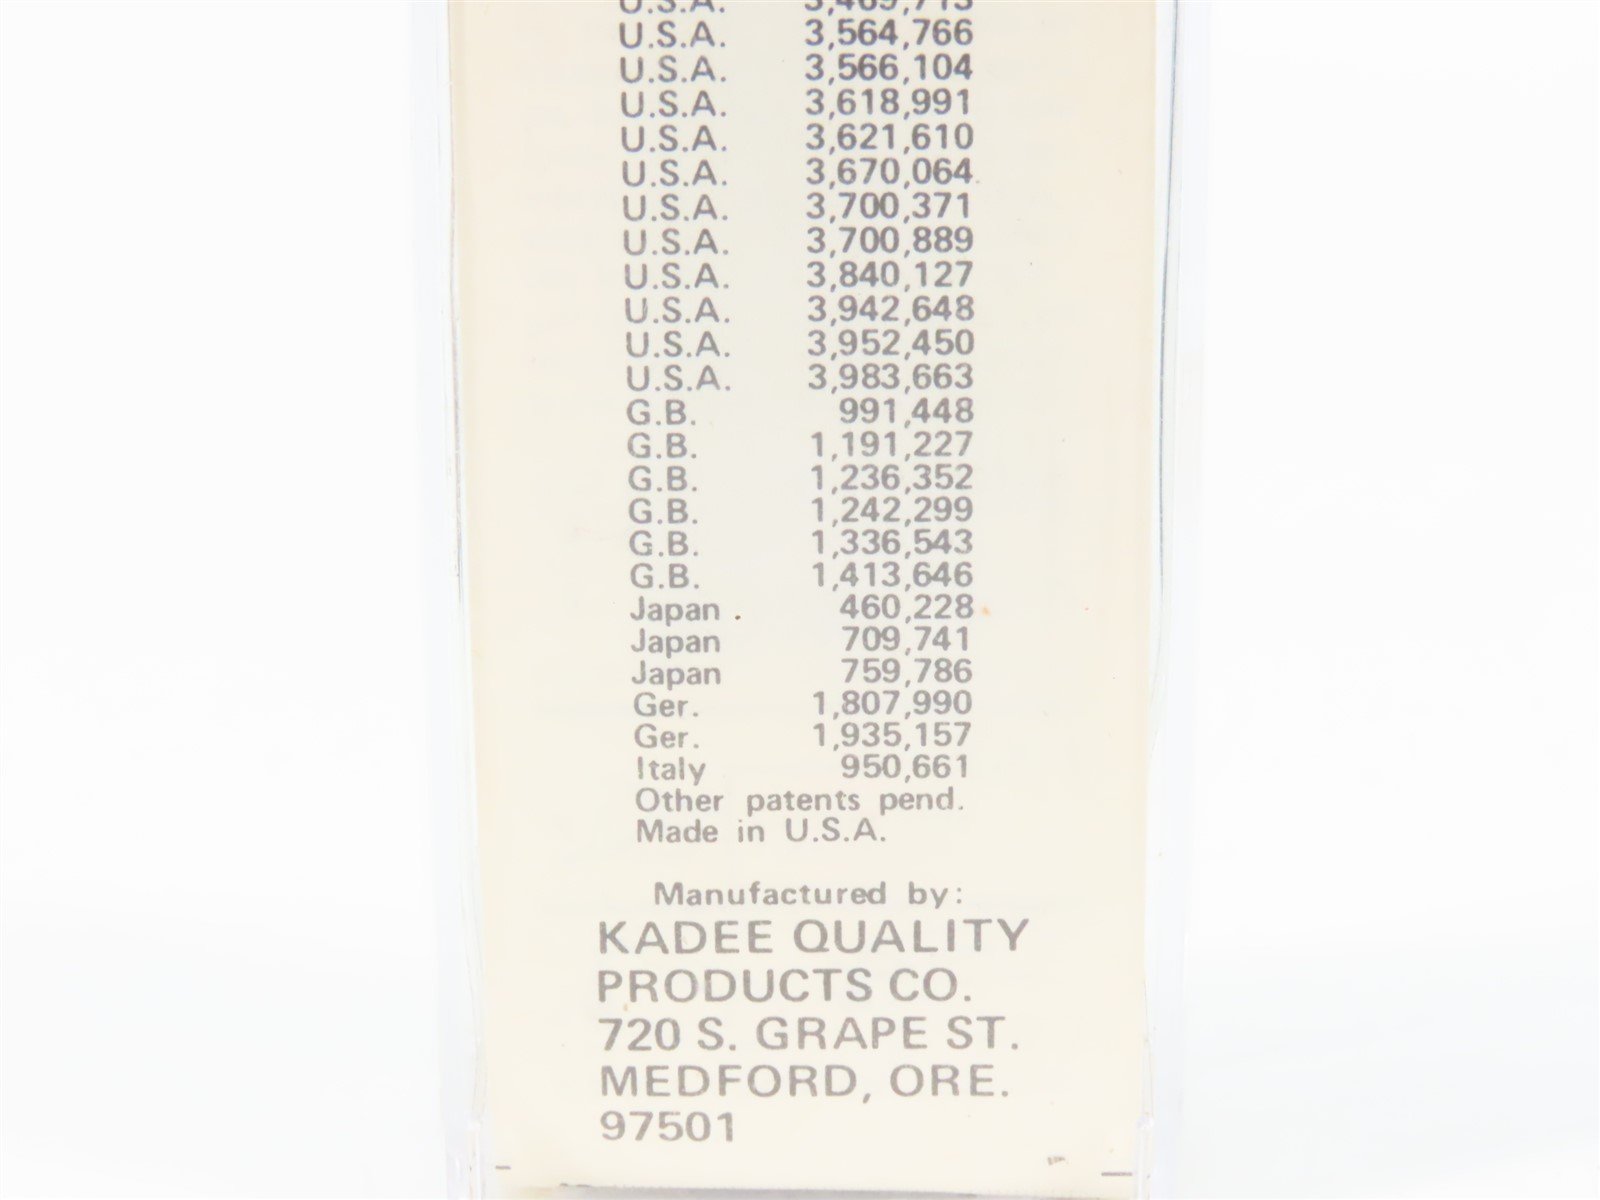 U.S.A. 3,469,713
U.S.A. 3,564,766
U.S.A. 3,566,104
U.S.A. 3,618,991
U.S.A. 3,621,610
U.S.A. 3,670,064
U.S.A. 3,700,371
U.S.A. 3,700,889
U.S.A. 3,840,127
U.S.A. 3,942,648
U.S.A. 3,952,450
U.S.A. 3,983,663
G.B. 991,448
G.B. 1,191,227
G.B. 1,236,352
G.B. 1,242,299
G.B. 1,336,543
G.B. 1,413,646
Japan 460,228
Japan 709,741
Japan 759,786
Ger. 1,807,990
Ger. 1,935,157
Italy 950,661
Other patents pend.
Made in U.S.A.
Manufactured by:
KADEE QUALITY
PRODUCTS CO.
720 S. GRAPE ST.
MEDFORD, ORE.
97501